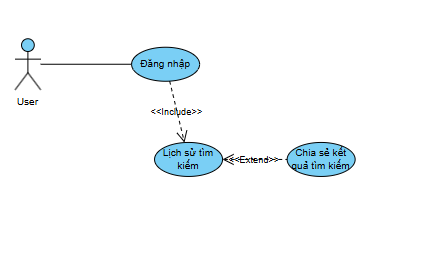 Đăng nhập
User
<<Include>>
Lịch sử tìm
kiếm
<<Extend>>
Chia sẻ kết
quả tìm kiếm